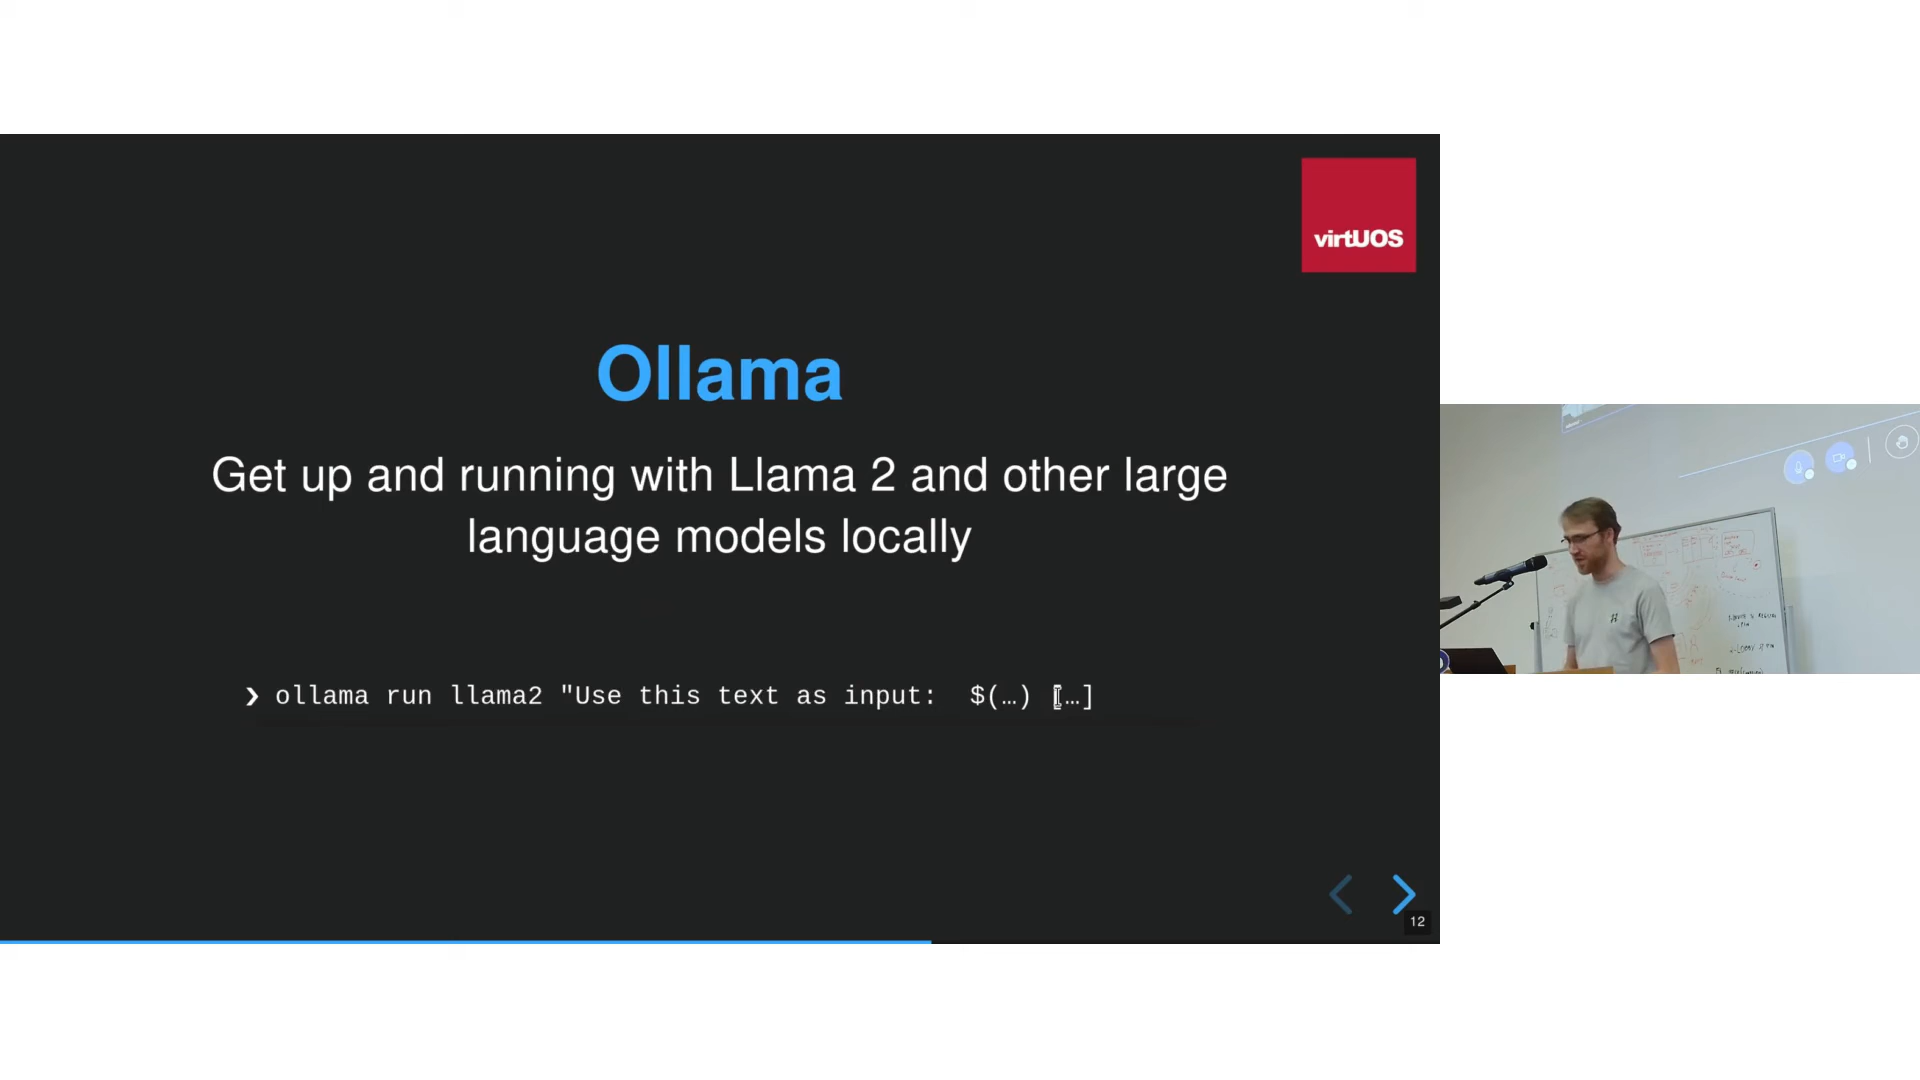 virtUOS
Ollama
Get up and running with Llama 2 and other large
language models locally
❯ ollama run llama2 "Use this text as input:  $(…) […]
12